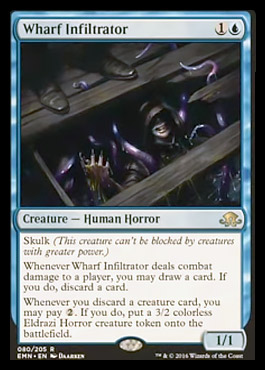 Wharf Infiltrator 1
Creature — Human Horror
Skulk (This creature can't be blocked by creatures
with greater power.)
Whenever Wharf Infiltrator deals combat
damage to a player, you may draw a card. If
you do, discard a card.
Whenever you discard a creature card, you
may pay 2. If you do, put a 3/2 colorless
Eldrazi Horror creature token onto the
battlefield.
1/1
080/205 R
EMN • EN DAARKEN
™ & © 2016 Wizards of the Coast